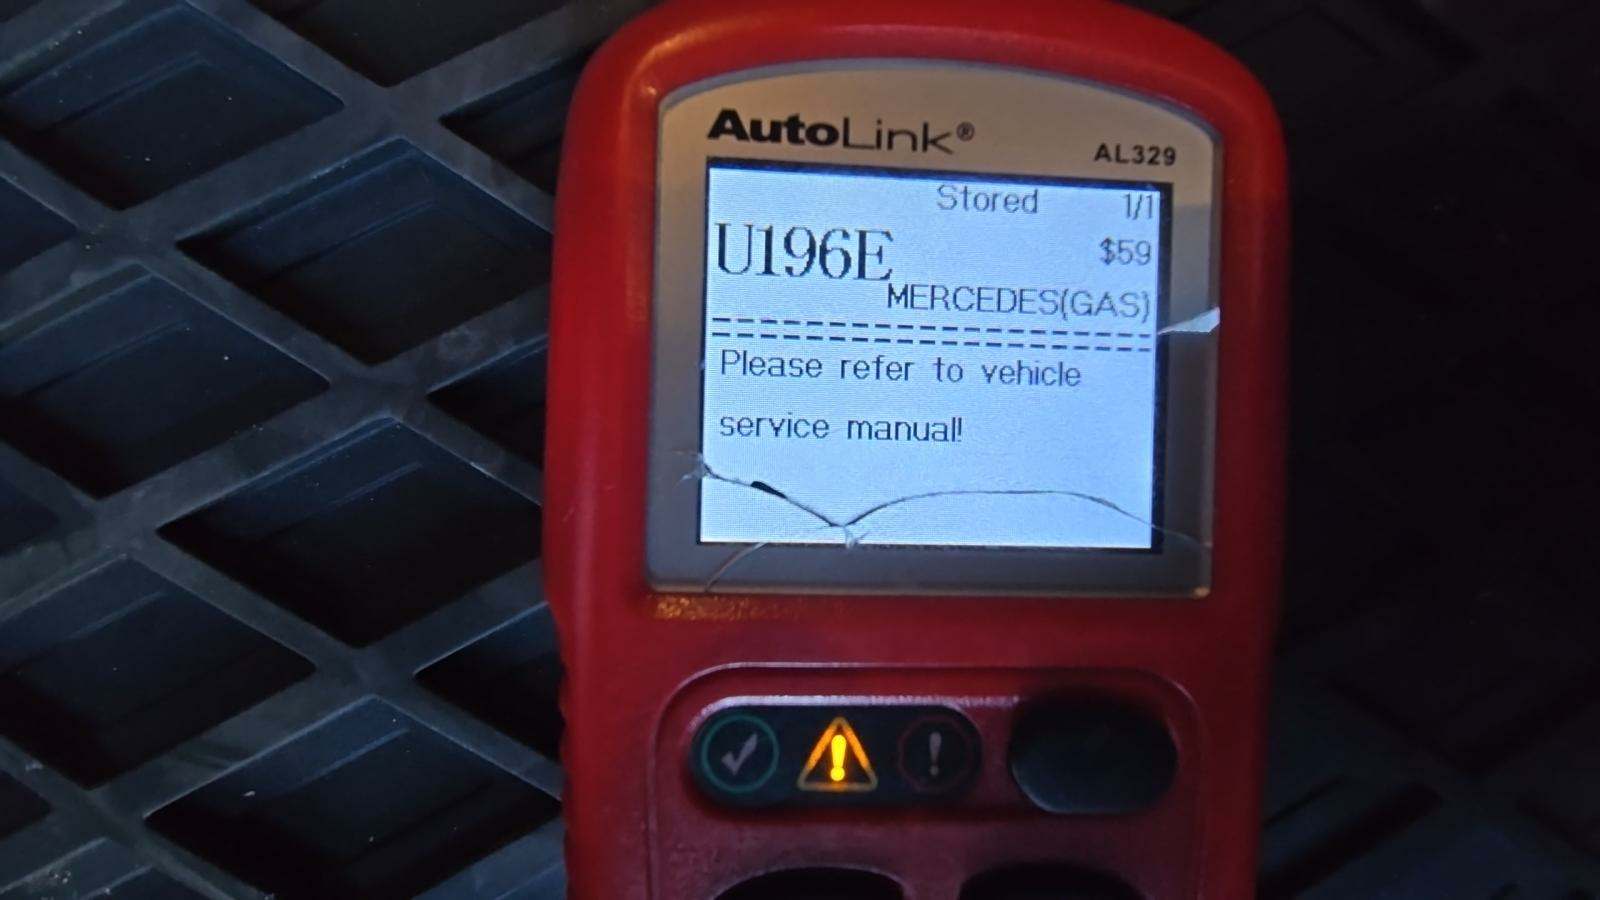 AutoLink®
AL329
Stored 1/1
U196E $59
MERCEDES(GAS)
Please refer to vehicle
service manual!